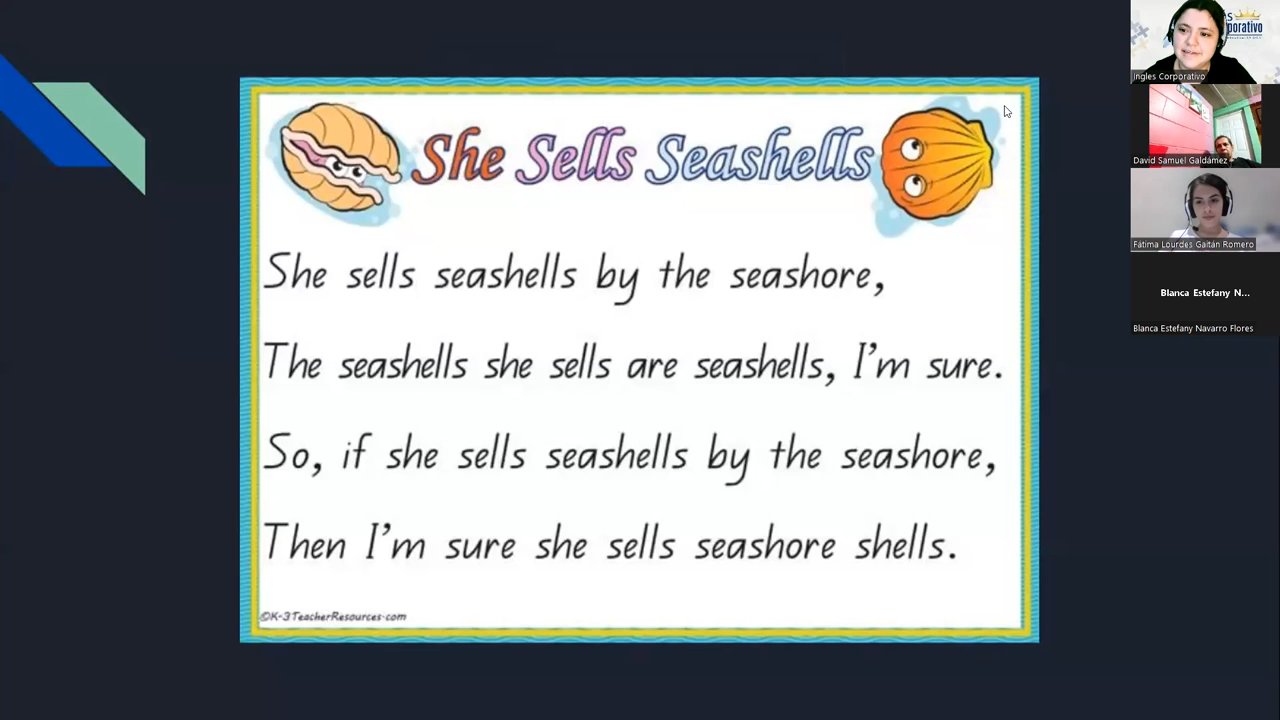 She Sells Seashells
She sells seashells by the seashore,
The seashells she sells are seashells, I'm sure.
So, if she sells seashells by the seashore,
Then I'm sure she sells seashore shells.
©K-3TeacherResources.com
Ingles Corporativo
David Samuel Galdámez
Fátima Lourdes Gaitán Romero
Blanca Estefany N...
Blanca Estefany Navarro Flores